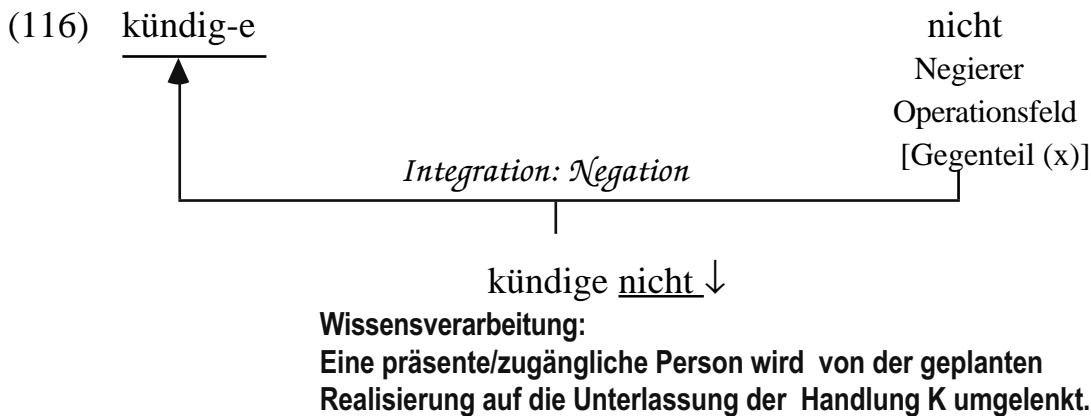 (116) kündig-e nicht
Negierer
Operationsfeld
[Gegenteil (x)]
Integration: Negation
kündige nicht ↓
Wissensverarbeitung:
Eine präsente/zugängliche Person wird von der geplanten
Realisierung auf die Unterlassung der Handlung K umgelenkt.